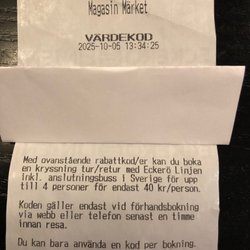 Magasin Märket
VÄRDEKOD
2025-10-05 13:34:25
Med ovanstående rabattkod/er kan du boka
en kryssning tur/retur med Eckerö Linjen
inkl. anslutningsbuss i Sverige för upp
till 4 personer för endast 40 kr/person.
Koden gäller endast vid förhandsbokning
via webb eller telefon senast en timme
innan resa.
Du kan bara använda en kod per bokning.